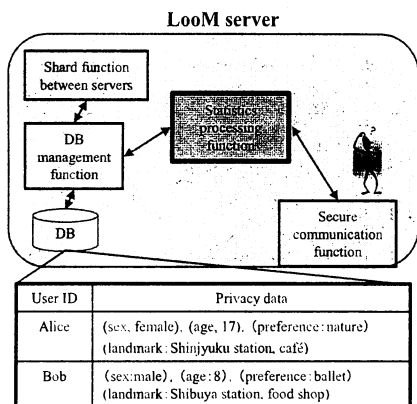 LooM server
Shard function
between servers
DB
management
function
Statistics
processing
function
DB
?
Secure
communication
function
User ID
Privacy data
Alice
(sex, female), (age, 17), (preference:nature)
(landmark:Shinjyuku station, café)
Bob
(sex:male), (age:8), (preference:ballet)
(landmark:Shibuya station, food shop)